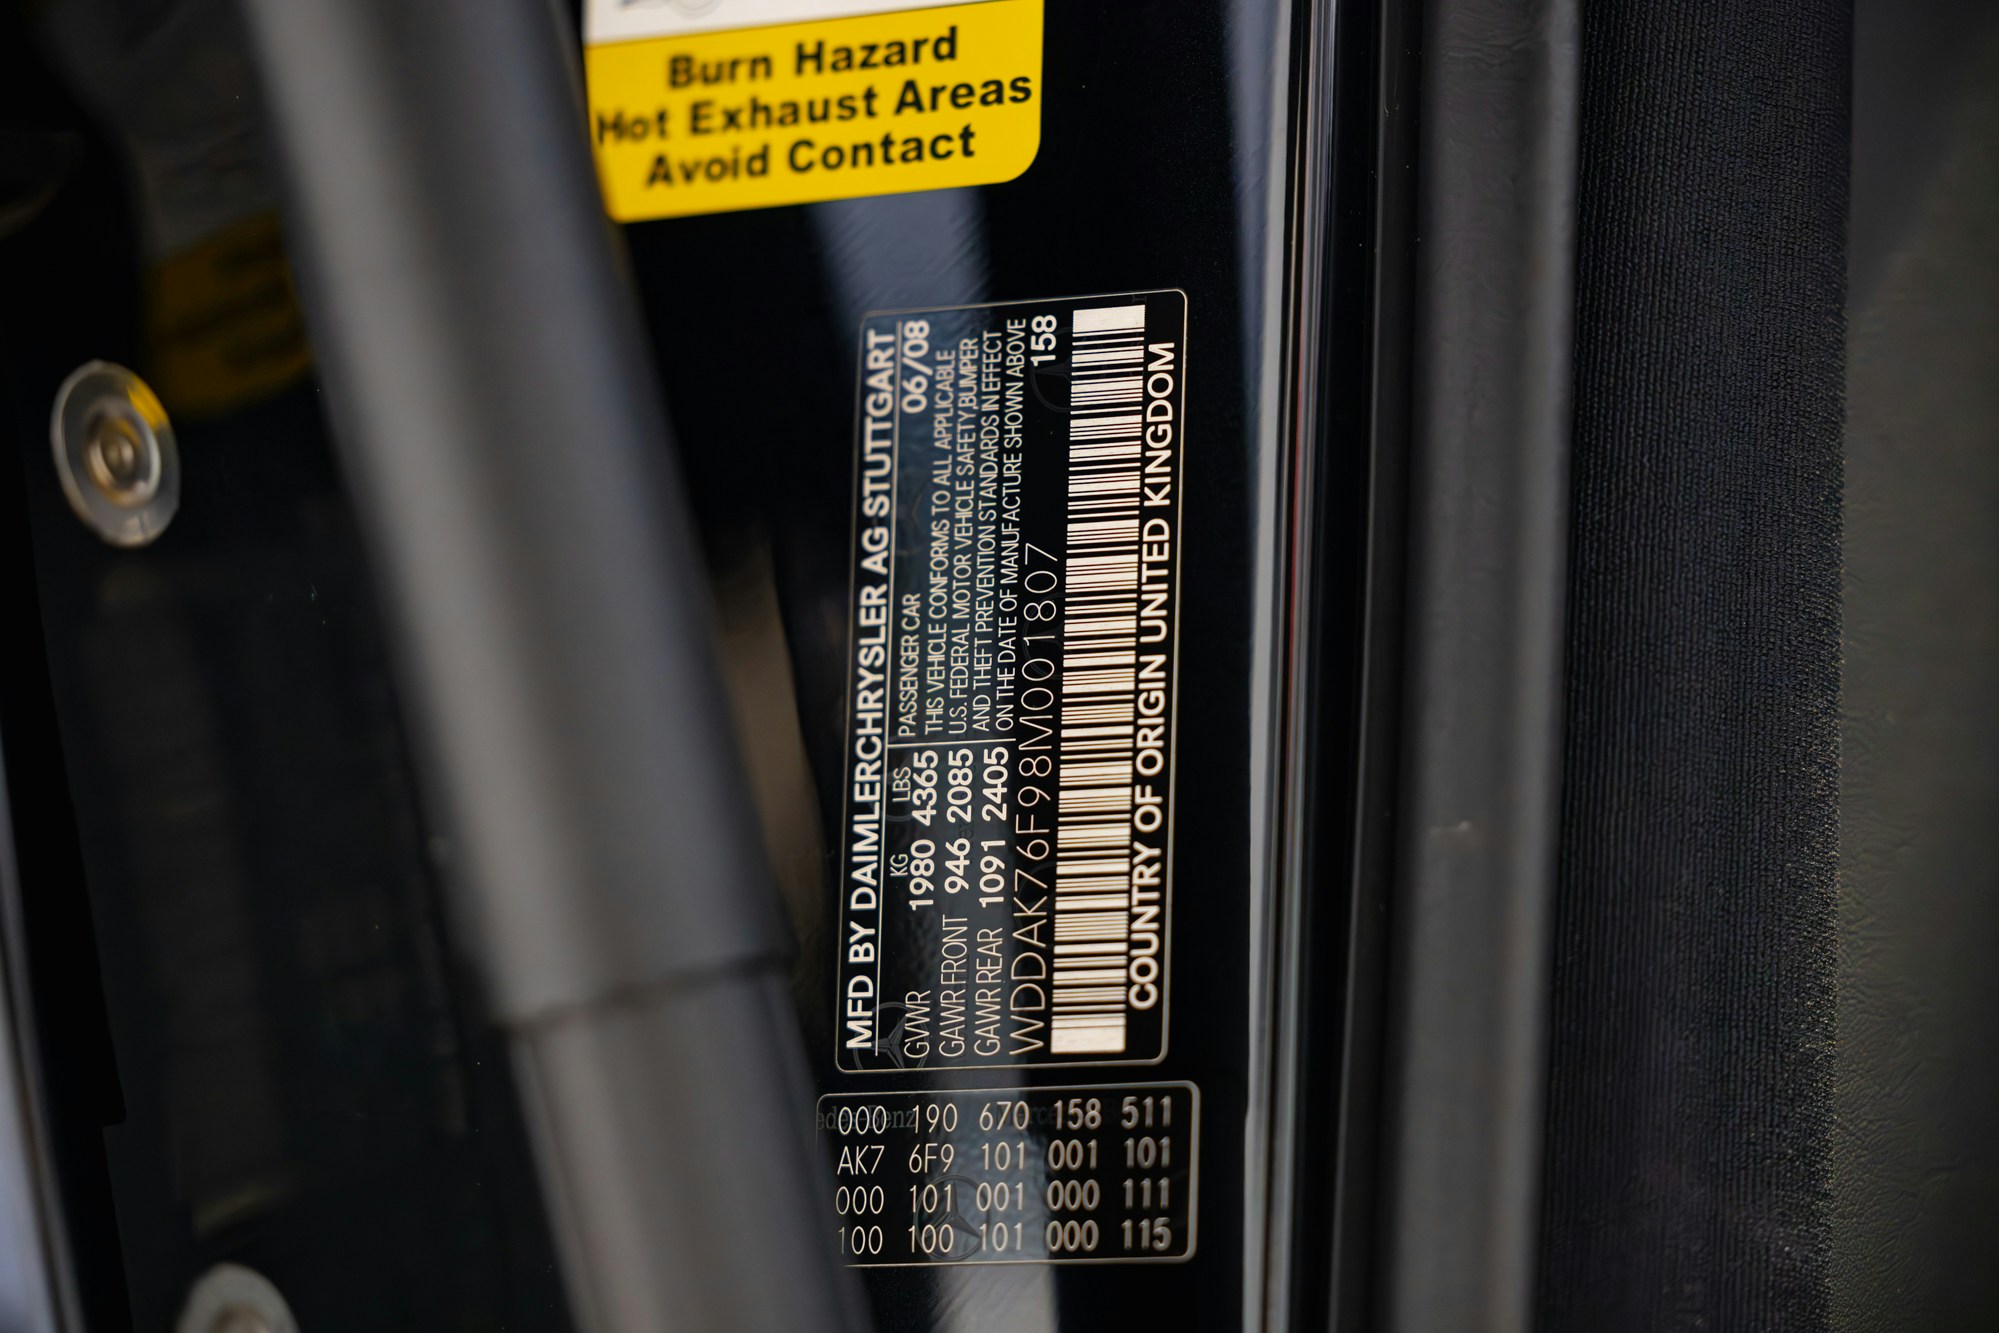 Burn Hazard
Hot Exhaust Areas
Avoid Contact
MFD BY DAIMLERCHRYSLER AG STUTTGART
KG LBS
GVWR 1980 4365
GAWR FRONT 946 2085
GAWR REAR 1091 2405
PASSENGER CAR 06/08
THIS VEHICLE CONFORMS TO ALL APPLICABLE
U.S. FEDERAL MOTOR VEHICLE SAFETY,BUMPER
AND THEFT PREVENTION STANDARDS IN EFFECT
ON THE DATE OF MANUFACTURE SHOWN ABOVE
WDDAK76F98M001807 158
COUNTRY OF ORIGIN UNITED KINGDOM
000 190 670 158 511
AK7 6F9 101 001 101
000 101 001 000 111
100 100 101 000 115